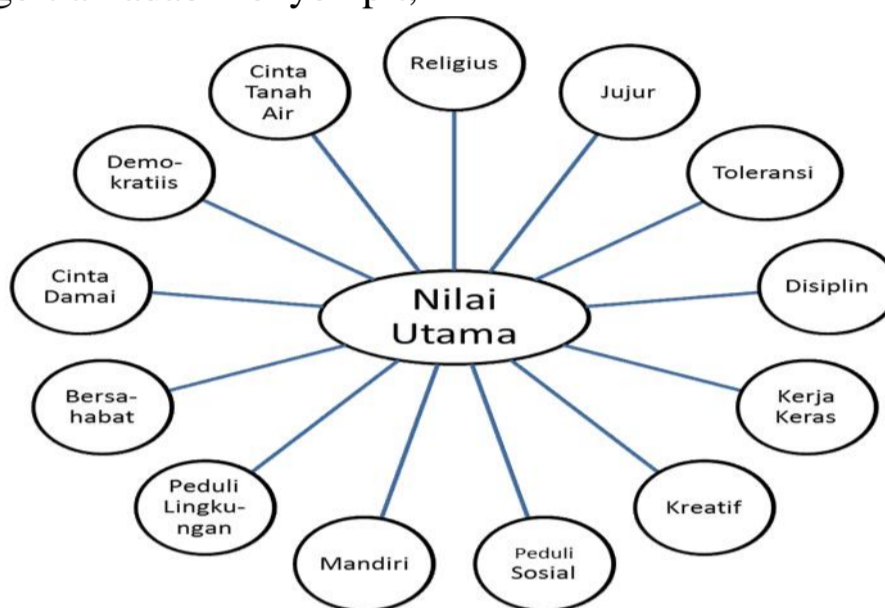 Religius
Jujur
Toleransi
Disiplin
Kerja
Keras
Kreatif
Peduli
Sosial
Mandiri
Peduli
Lingku-
ngan
Bersa-
habat
Cinta
Damai
Demo-
kratiis
Cinta
Tanah
Air
Nilai
Utama